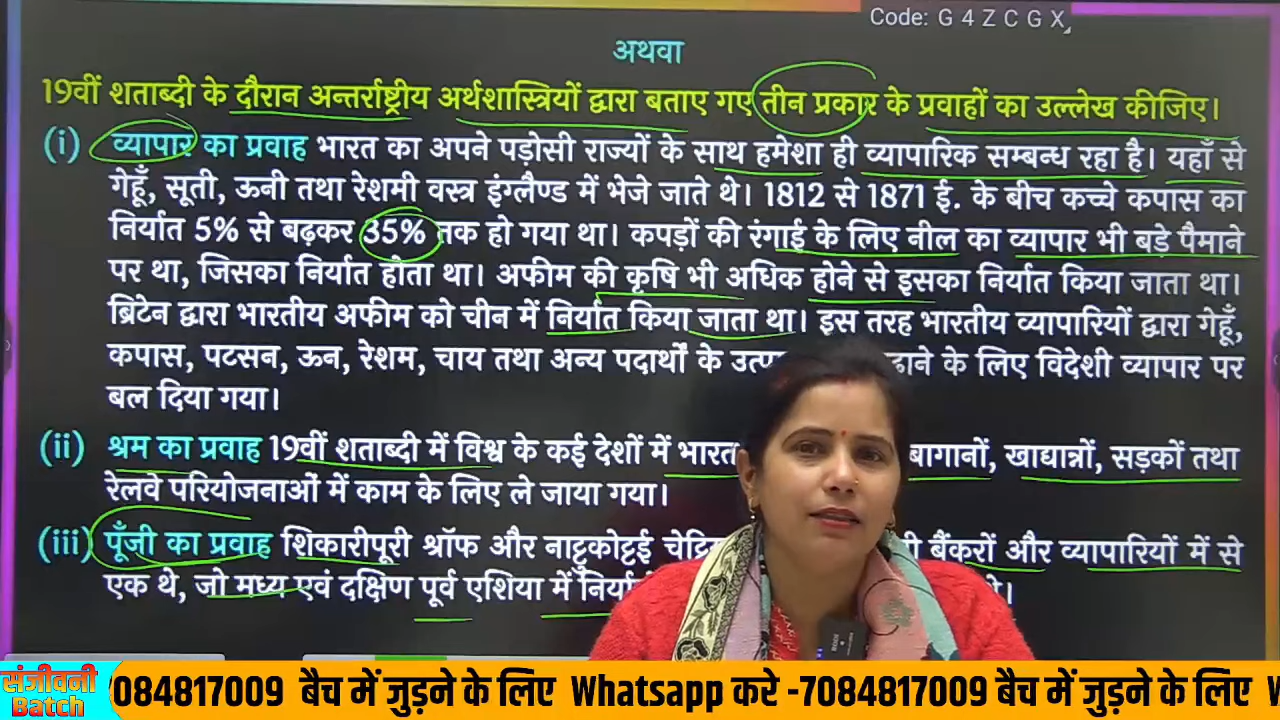 Code: G 4 Z C G X
अथवा
19वीं शताब्दी के दौरान अन्तर्राष्ट्रीय अर्थशास्त्रियों द्वारा बताए गए तीन प्रकार के प्रवाहों का उल्लेख कीजिए।
(i) व्यापार का प्रवाह भारत का अपने पड़ोसी राज्यों के साथ हमेशा ही व्यापारिक सम्बन्ध रहा है। यहाँ से
गेहूँ, सूती, ऊनी तथा रेशमी वस्त्र इंग्लैण्ड में भेजे जाते थे। 1812 से 1871 ई. के बीच कच्चे कपास का
निर्यात 5% से बढ़कर 35% तक हो गया था। कपड़ों की रंगाई के लिए नील का व्यापार भी बड़े पैमाने
पर था, जिसका निर्यात होता था। अफीम की कृषि भी अधिक होने से इसका निर्यात किया जाता था।
ब्रिटेन द्वारा भारतीय अफीम को चीन में निर्यात किया जाता था। इस तरह भारतीय व्यापारियों द्वारा गेहूँ,
कपास, पटसन, ऊन, रेशम, चाय तथा अन्य पदार्थों के के लिए विदेशी व्यापार पर
बल दिया गया।
(ii) श्रम का प्रवाह 19वीं शताब्दी में विश्व के कई देशों में बागानों, खाद्यान्नों, सड़कों तथा
रेलवे परियोजनाओं में काम के लिए ले जाया गया।
(iii) पूँजी का प्रवाह शिकारीपूरी श्रॉफ और नाट्टुकोट्टई बैंकरों और व्यापारियों में से
एक थे, जो मध्य एवं दक्षिण पूर्व एशिया में
संजीवनी
Batch
7084817009 बैच में जुड़ने के लिए Whatsapp करे -7084817009 बैच में जुड़ने के लिए